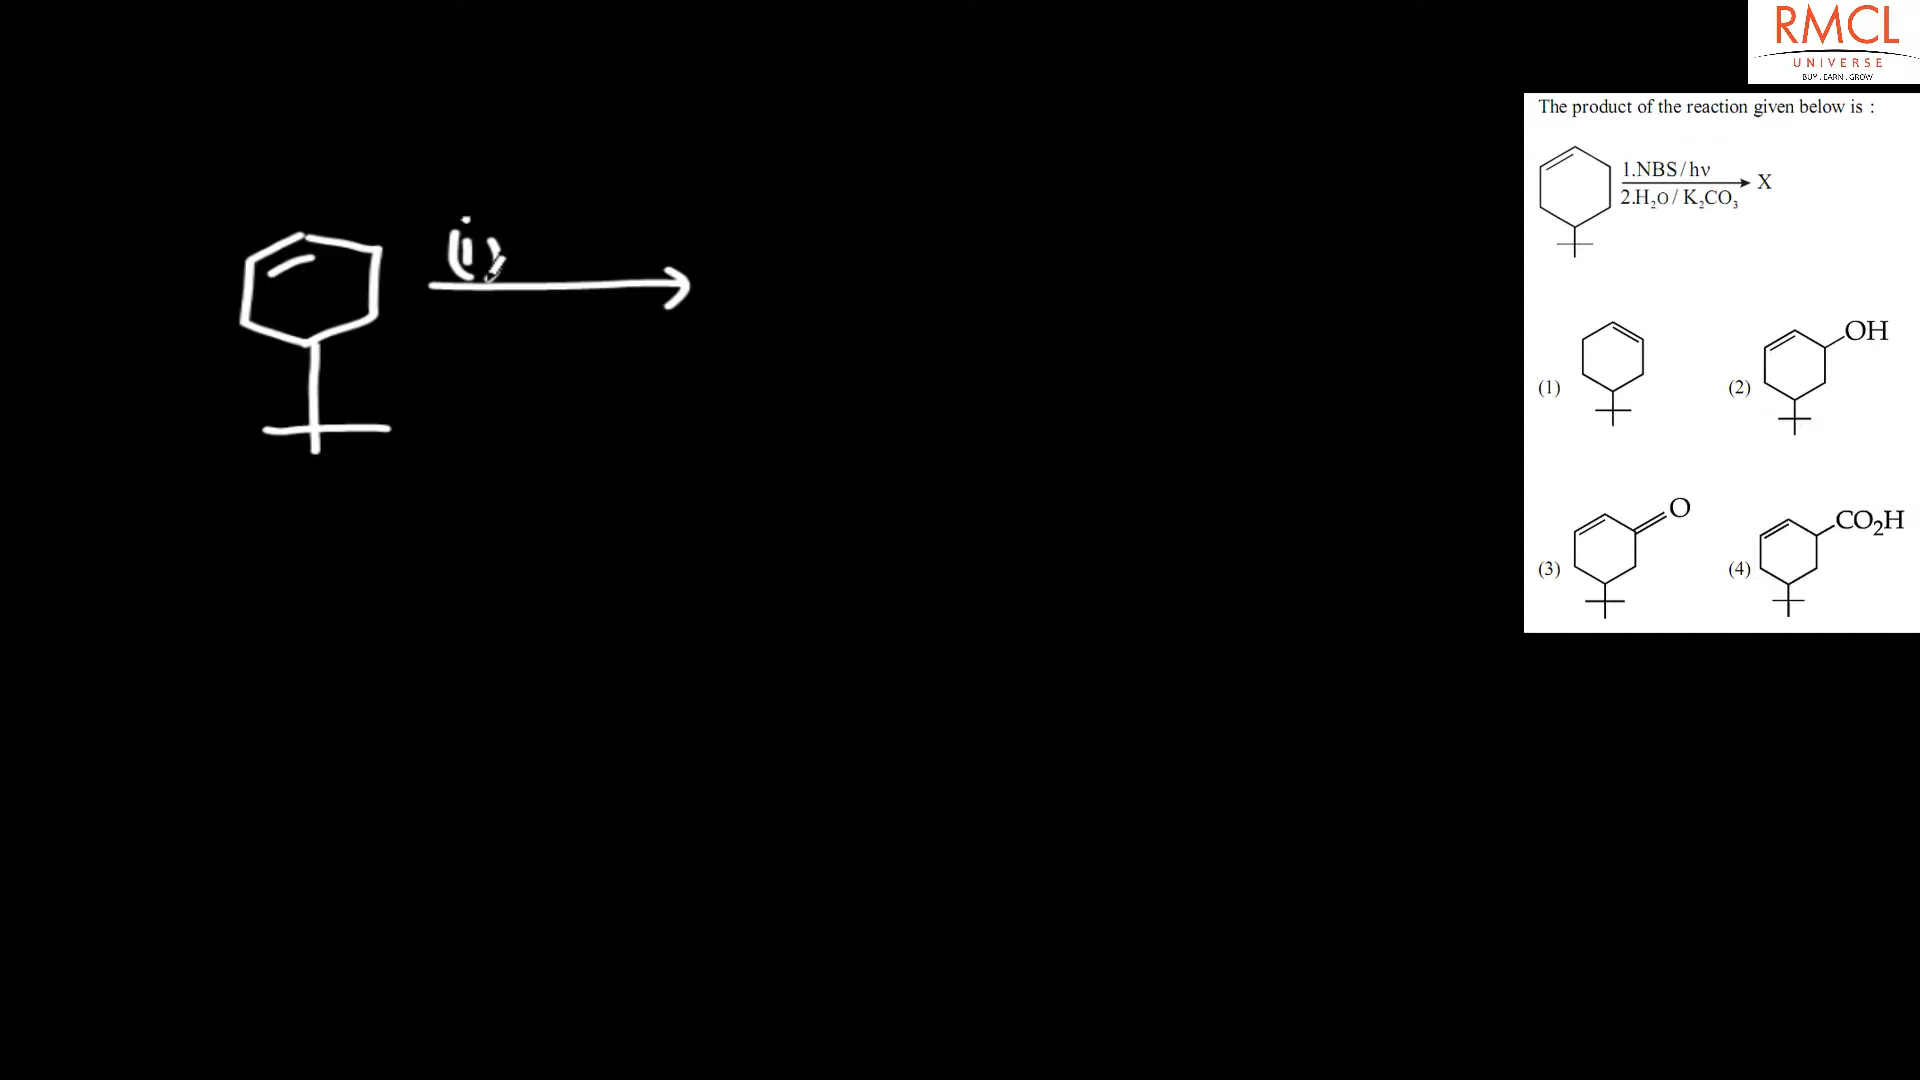 RMCL
UNIVERSE
BUY . EARN . GROW
The product of the reaction given below is :
1.NBS/hν
2.H₂O/K₂CO₃
X
(i)
(1)
(2) OH
(3) O
(4) CO₂H